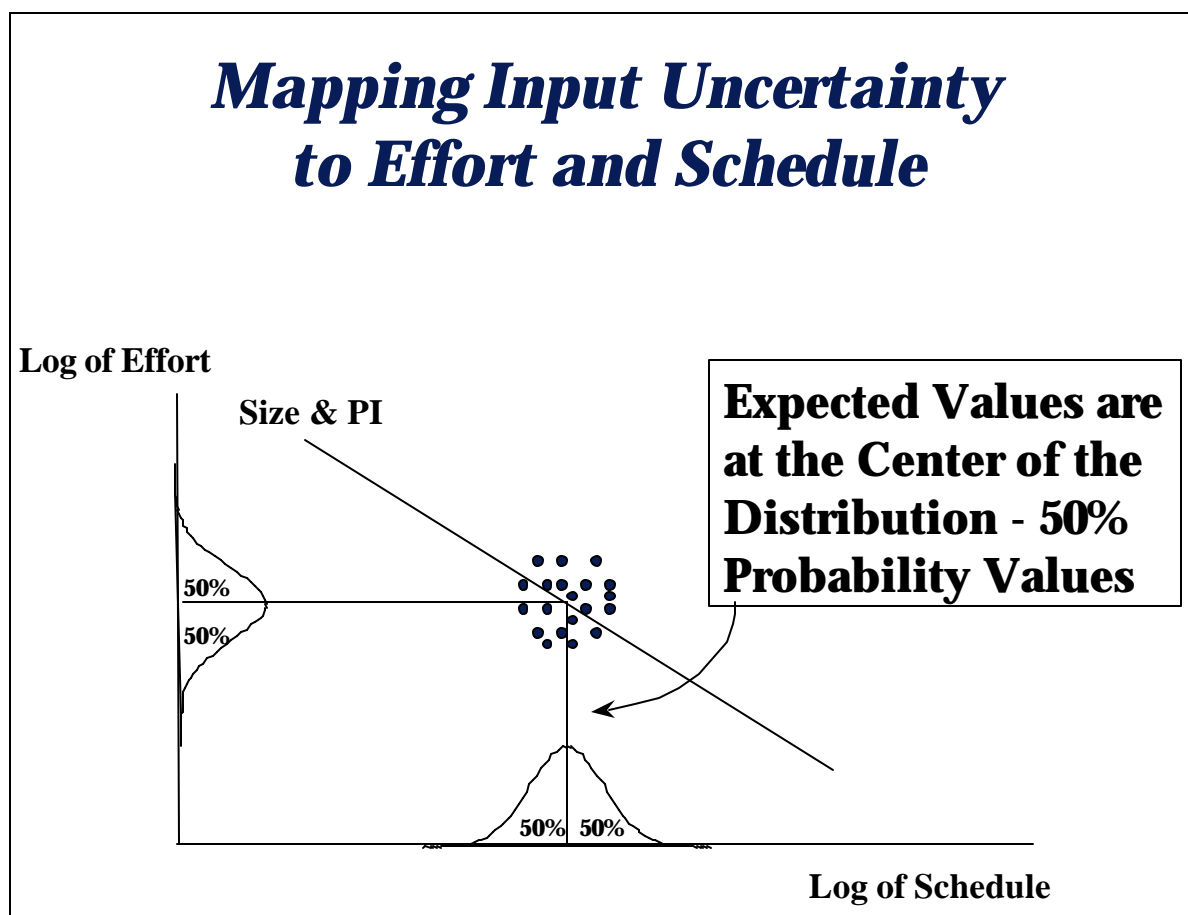 Mapping Input Uncertainty
to Effort and Schedule
Log of Effort
Size & PI
Expected Values are
at the Center of the
Distribution - 50%
Probability Values
50%
50%
50% 50%
Log of Schedule